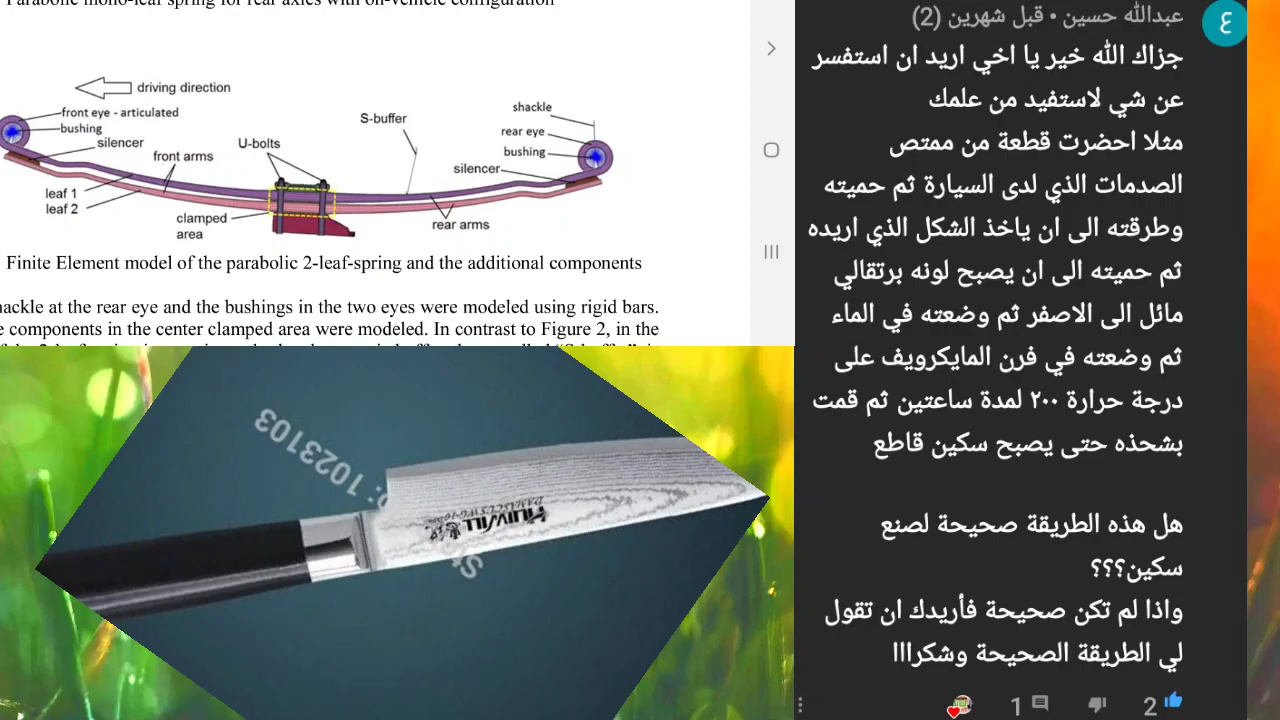 Parabolic mono-leaf spring for rear axles with on-vehicle configuration
driving direction
front eye - articulated
bushing
silencer
front arms
U-bolts
S-buffer
shackle
rear eye
bushing
silencer
leaf 1
leaf 2
clamped
area
rear arms
Finite Element model of the parabolic 2-leaf-spring and the additional components
hackle at the rear eye and the bushings in the two eyes were modeled using rigid bars.
e components in the center clamped area were modeled. In contrast to Figure 2, in the
: 1023103
St
DAMASCUS
ع
عبدالله حسين • قبل شهرين (2)
جزاك الله خير يا اخي اريد ان استفسر
عن شي لاستفيد من علمك
مثلا احضرت قطعة من ممتص
الصدمات الذي لدى السيارة ثم حميته
وطرقته الى ان ياخذ الشكل الذي اريده
ثم حميته الى ان يصبح لونه برتقالي
مائل الى الاصفر ثم وضعته في الماء
ثم وضعته في فرن المايكرويف على
درجة حرارة ٢٠٠ لمدة ساعتين ثم قمت
بشحذه حتى يصبح سكين قاطع
هل هذه الطريقة صحيحة لصنع
سكين؟؟؟
واذا لم تكن صحيحة فأريدك ان تقول
لي الطريقة الصحيحة وشكرااا
1
2